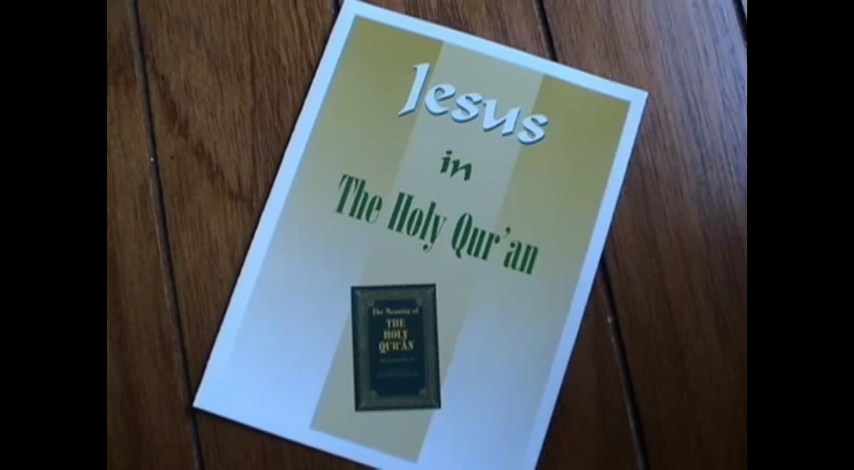 Jesus
in
The Holy Qur'an
The Meaning of
THE
HOLY
QUR'AN